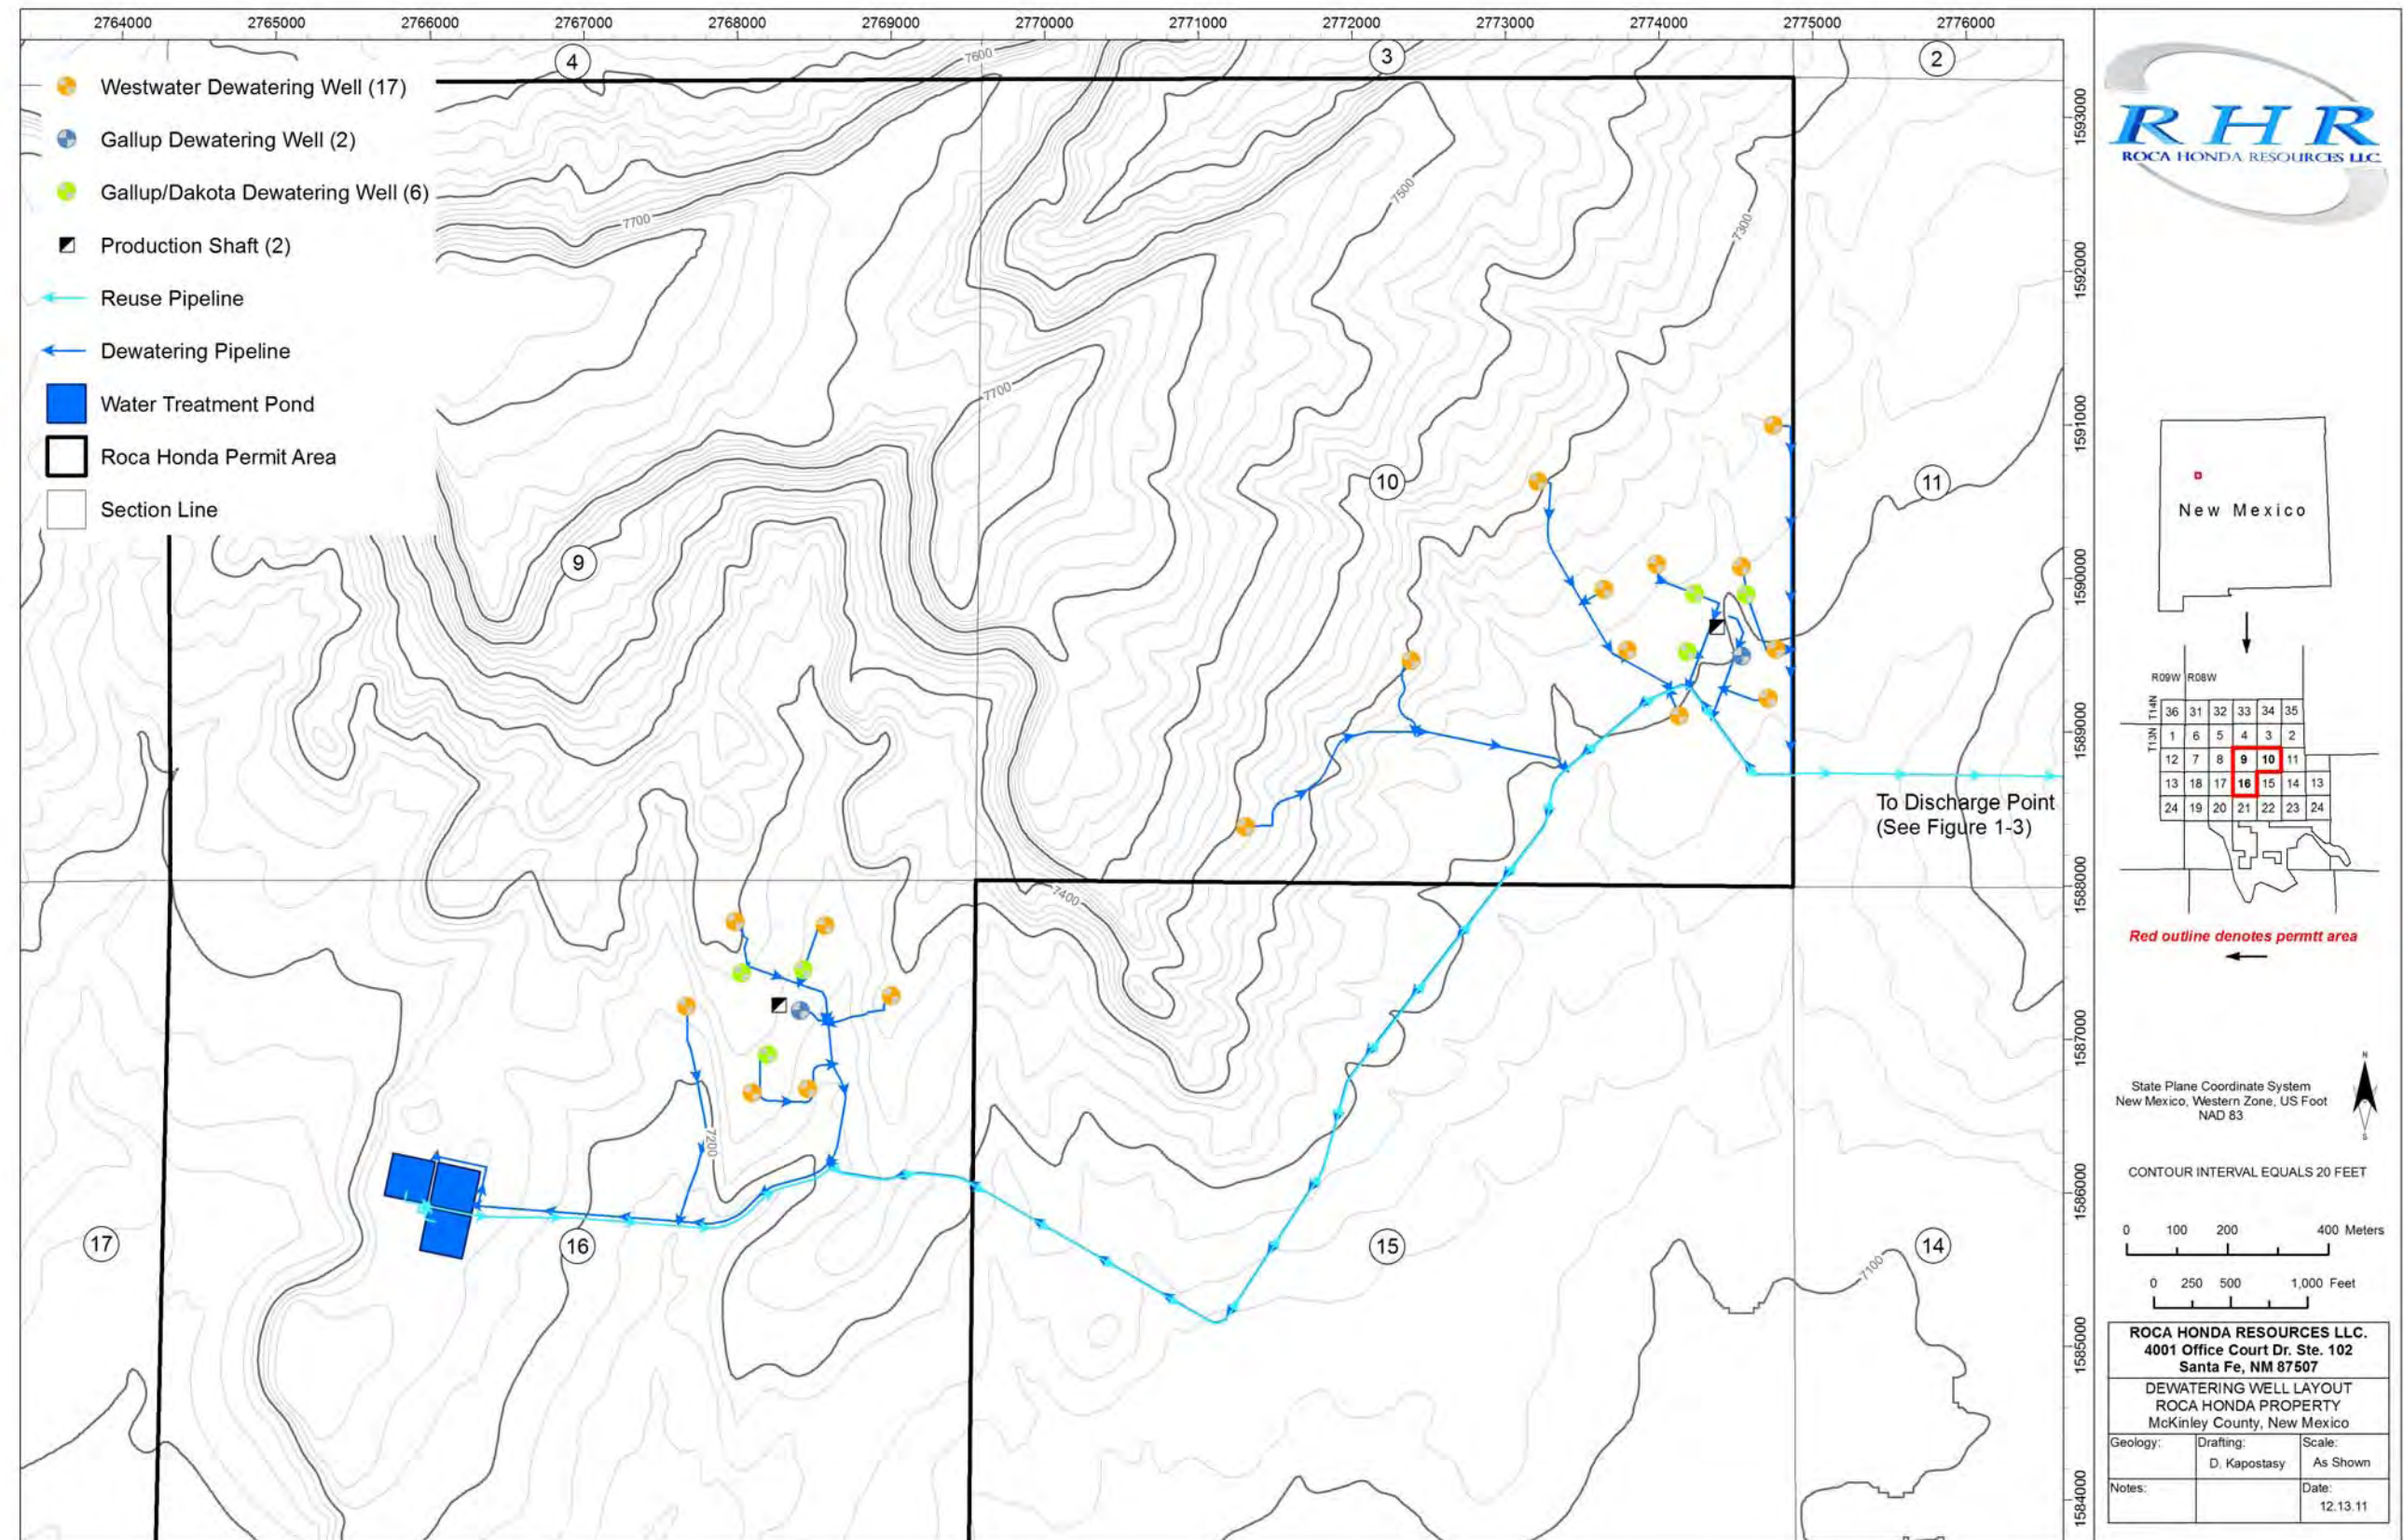 2764000 2765000 2766000 2767000 2768000 2769000 2770000 2771000 2772000 2773000 2774000 2775000 2776000
Westwater Dewatering Well (17)
Gallup Dewatering Well (2)
Gallup/Dakota Dewatering Well (6)
Production Shaft (2)
Reuse Pipeline
Dewatering Pipeline
Water Treatment Pond
Roca Honda Permit Area
Section Line
4
3
2
7600
7700
7500
7300
7700
9
10
11
7400
7200
17
16
15
14
7100
To Discharge Point
(See Figure 1-3)
1593000
1592000
1591000
1590000
1589000
1588000
1587000
1586000
1585000
1584000
RHR
ROCA HONDA RESOURCES LLC
New Mexico
R09W R08W
T14N
T13N
36 31 32 33 34 35
1 6 5 4 3 2
12 7 8 9 10 11
13 18 17 16 15 14 13
24 19 20 21 22 23 24
Red outline denotes permtt area
N
S
State Plane Coordinate System
New Mexico, Western Zone, US Foot
NAD 83
CONTOUR INTERVAL EQUALS 20 FEET
0 100 200 400 Meters
0 250 500 1,000 Feet
ROCA HONDA RESOURCES LLC.
4001 Office Court Dr. Ste. 102
Santa Fe, NM 87507
DEWATERING WELL LAYOUT
ROCA HONDA PROPERTY
McKinley County, New Mexico
Geology: Drafting: Scale:
D. Kapostasy As Shown
Notes: Date:
12.13.11